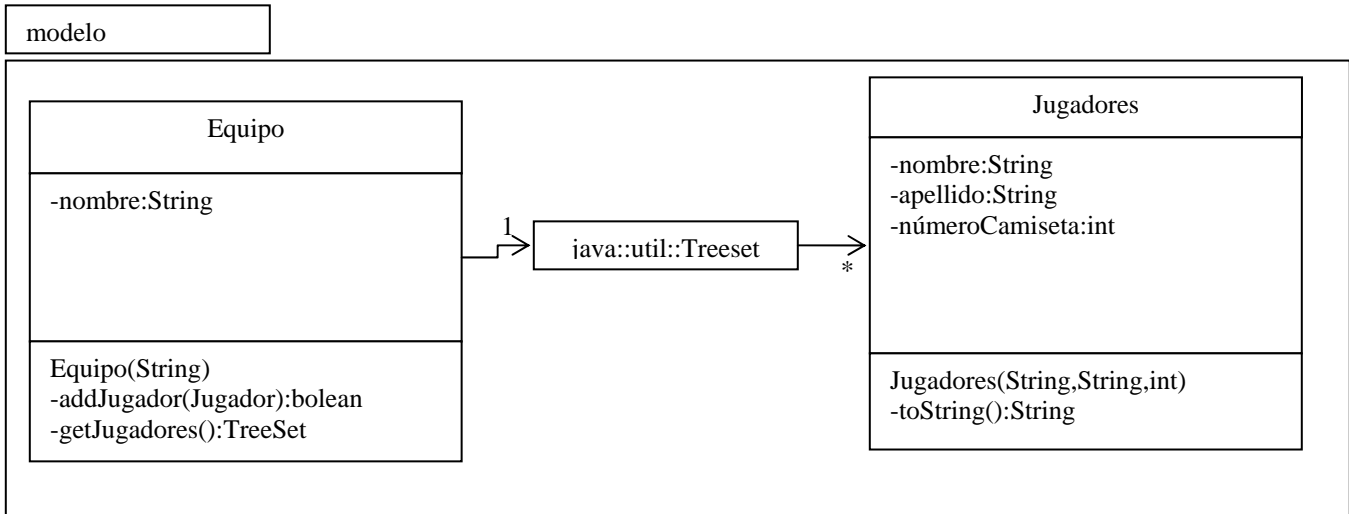 modelo
Equipo
-nombre:String
Equipo(String)
-addJugador(Jugador):bolean
-getJugadores():TreeSet
1
java::util::Treeset
*
Jugadores
-nombre:String
-apellido:String
-númeroCamiseta:int
Jugadores(String,String,int)
-toString():String